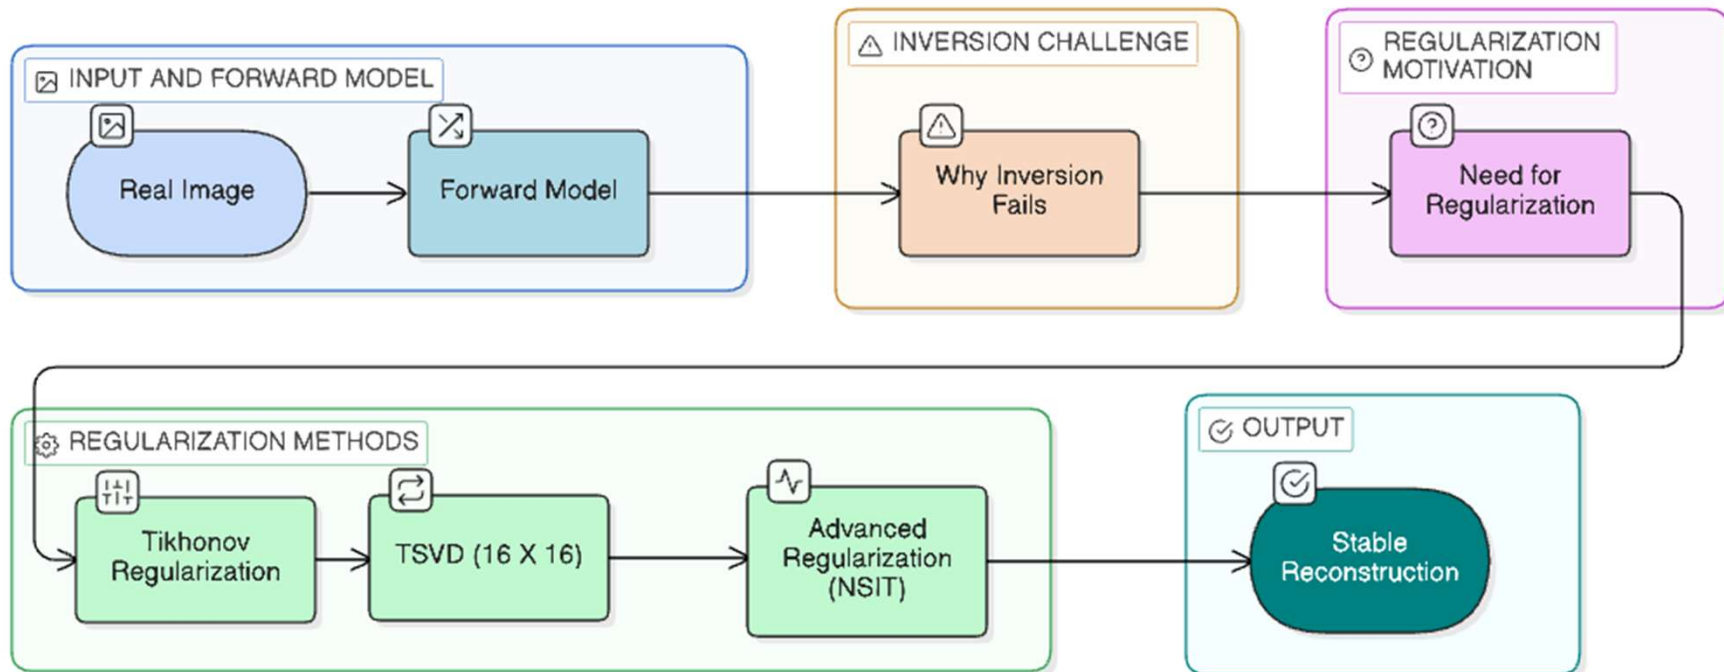 INPUT AND FORWARD MODEL
Real Image
Forward Model
INVERSION CHALLENGE
Why Inversion
Fails
REGULARIZATION
MOTIVATION
Need for
Regularization
REGULARIZATION METHODS
Tikhonov
Regularization
TSVD (16 X 16)
Advanced
Regularization
(NSIT)
OUTPUT
Stable
Reconstruction